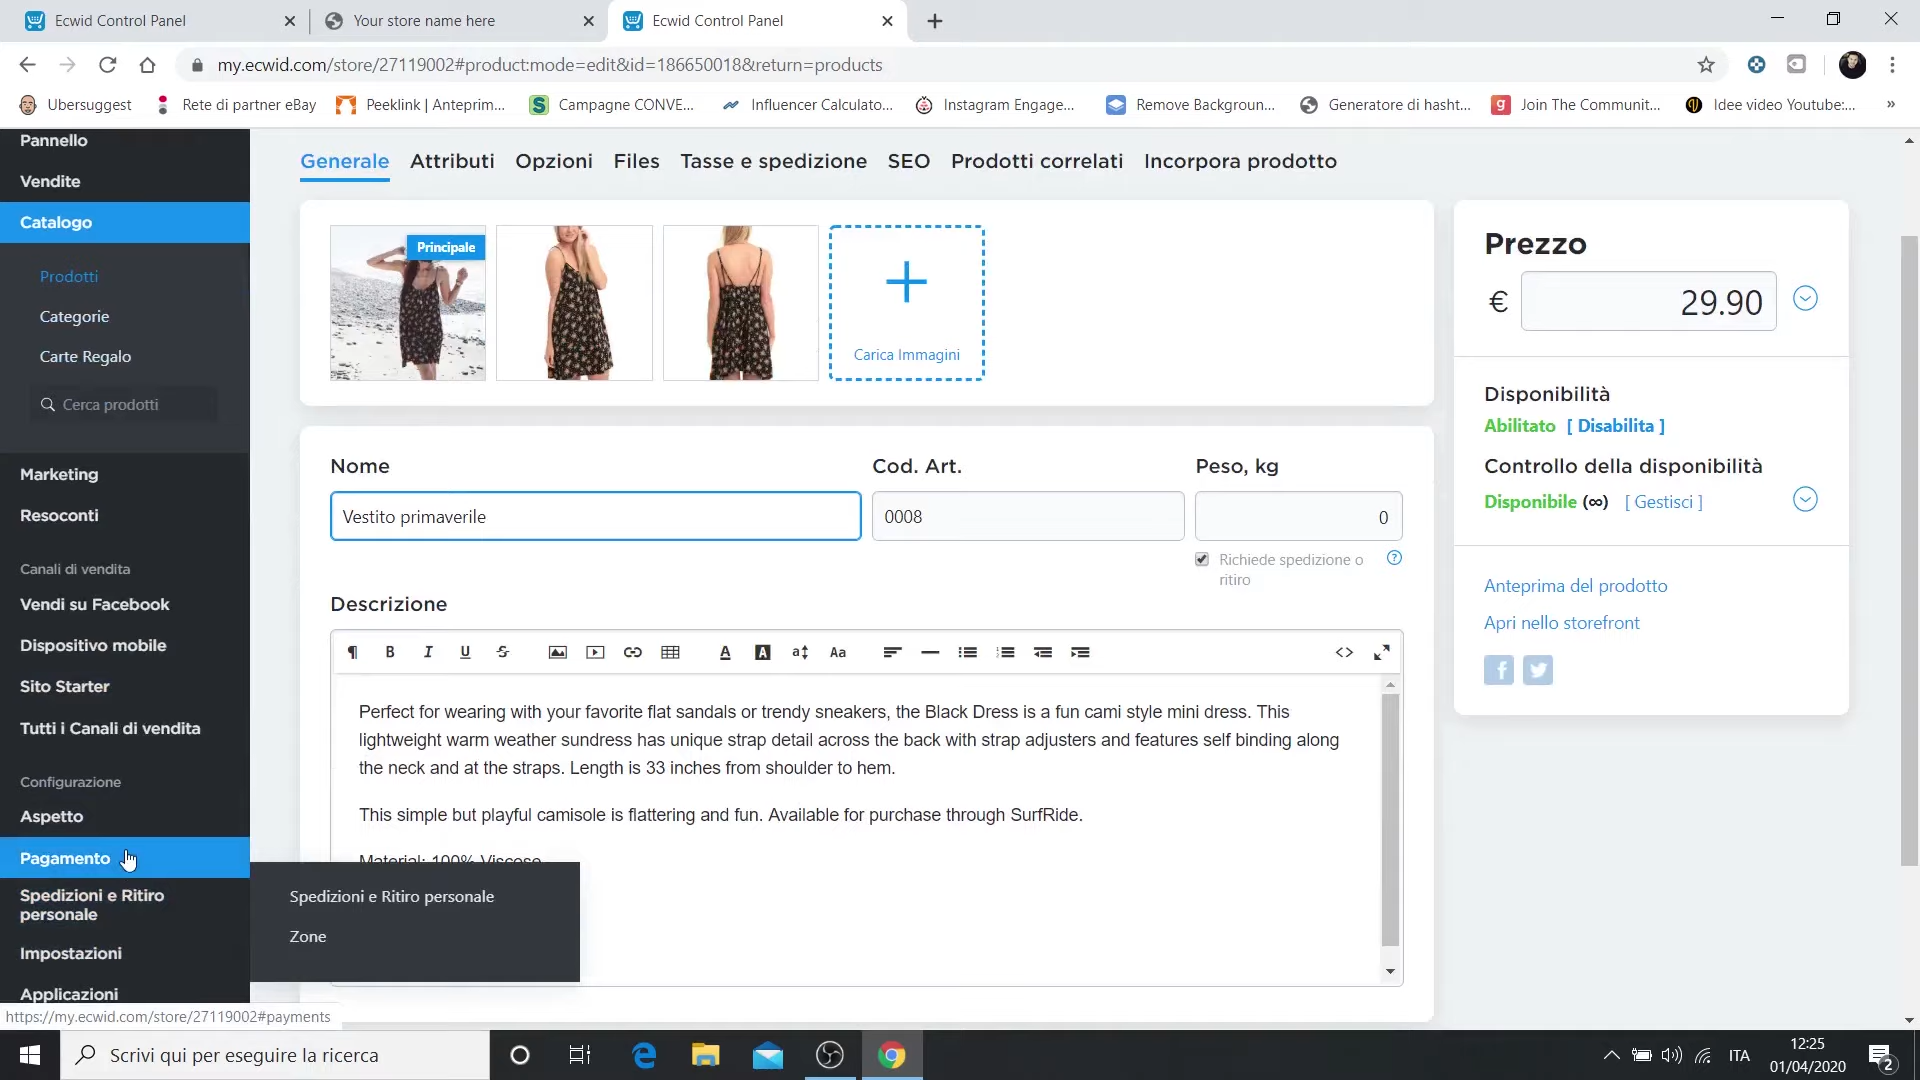 Ecwid Control Panel
Your store name here
Ecwid Control Panel
my.ecwid.com/store/27119002#product:mode=edit&id=186650018&return=products
Ubersuggest
Rete di partner eBay
Peeklink | Anteprim...
Campagne CONVE...
Influencer Calculato...
Instagram Engage...
Remove Backgroun...
Generatore di hasht...
Join The Communit...
Idee video Youtube:...
»
Pannello
Vendite
Catalogo
Prodotti
Categorie
Carte Regalo
Cerca prodotti
Marketing
Resoconti
Canali di vendita
Vendi su Facebook
Dispositivo mobile
Sito Starter
Tutti i Canali di vendita
Configurazione
Aspetto
Pagamento
Spedizioni e Ritiro
personale
Impostazioni
Applicazioni
Spedizioni e Ritiro personale
Zone
https://my.ecwid.com/store/27119002#payments
Generale Attributi Opzioni Files Tasse e spedizione SEO Prodotti correlati Incorpora prodotto
Principale
Carica Immagini
Nome
Vestito primaverile
Cod. Art.
0008
Peso, kg
0
Richiede spedizione o
ritiro
Descrizione
Perfect for wearing with your favorite flat sandals or trendy sneakers, the Black Dress is a fun cami style mini dress. This
lightweight warm weather sundress has unique strap detail across the back with strap adjusters and features self binding along
the neck and at the straps. Length is 33 inches from shoulder to hem.
This simple but playful camisole is flattering and fun. Available for purchase through SurfRide.
Material: 100% Viscose
Prezzo
€ 29.90
Disponibilità
Abilitato [ Disabilita ]
Controllo della disponibilità
Disponibile (∞) [ Gestisci ]
Anteprima del prodotto
Apri nello storefront
Scrivi qui per eseguire la ricerca
ITA
12:25
01/04/2020
2